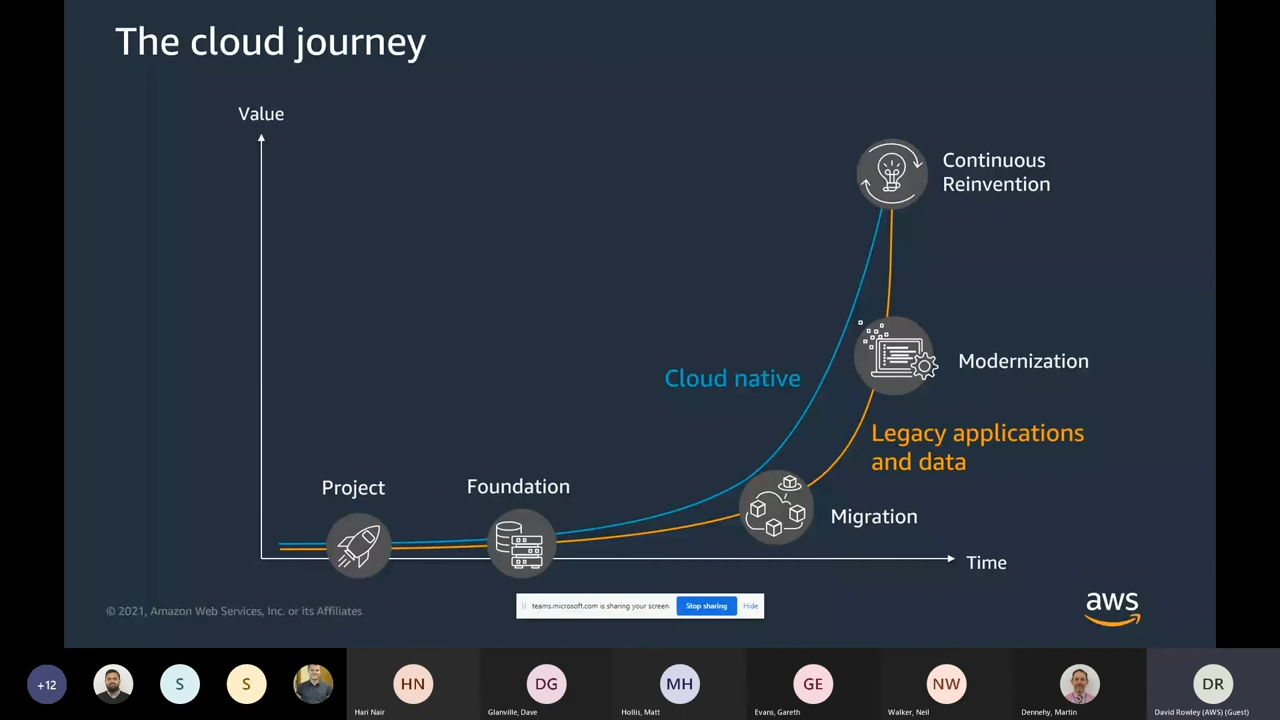 The cloud journey
Value
Continuous
Reinvention
Cloud native
Modernization
Legacy applications
and data
Project
Foundation
Migration
Time
© 2021, Amazon Web Services, Inc. or its Affiliates.
teams.microsoft.com is sharing your screen.
Stop sharing
Hide
aws
+12
S
S
HN
DG
MH
GE
NW
DR
Hari Nair
Glanville, Dave
Hollis, Matt
Evans, Gareth
Walker, Neil
Dennehy, Martin
David Rowley (AWS) (Guest)